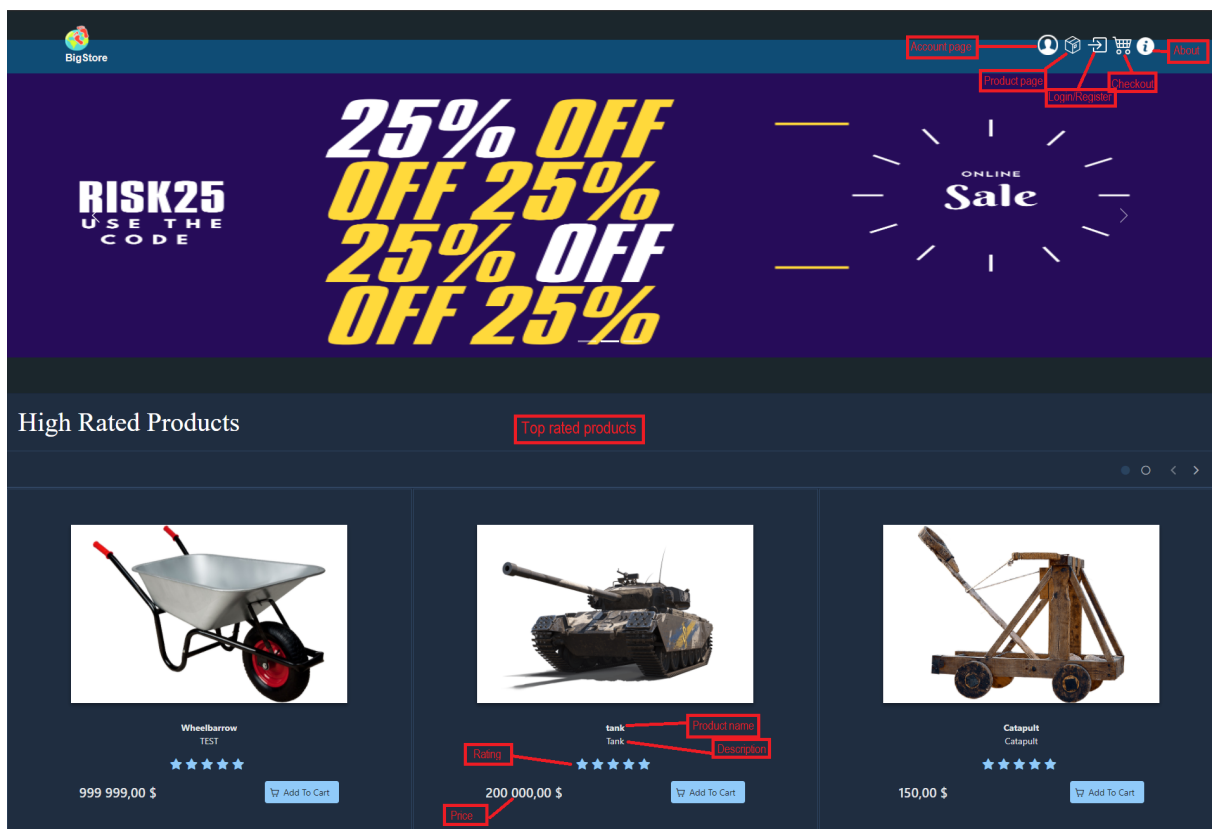 BigStore
Account page
About
Product page
Checkout
Login/Register
25% OFF
OFF 25%
25% OFF
OFF 25%
RISK25
USE THE
CODE
ONLINE
Sale
High Rated Products
Top rated products
Wheelbarrow
TEST
999 999,00 $
Add To Cart
tank
Product name
Tank
Description
Rating
200 000,00 $
Add To Cart
Price
Catapult
Catapult
150,00 $
Add To Cart